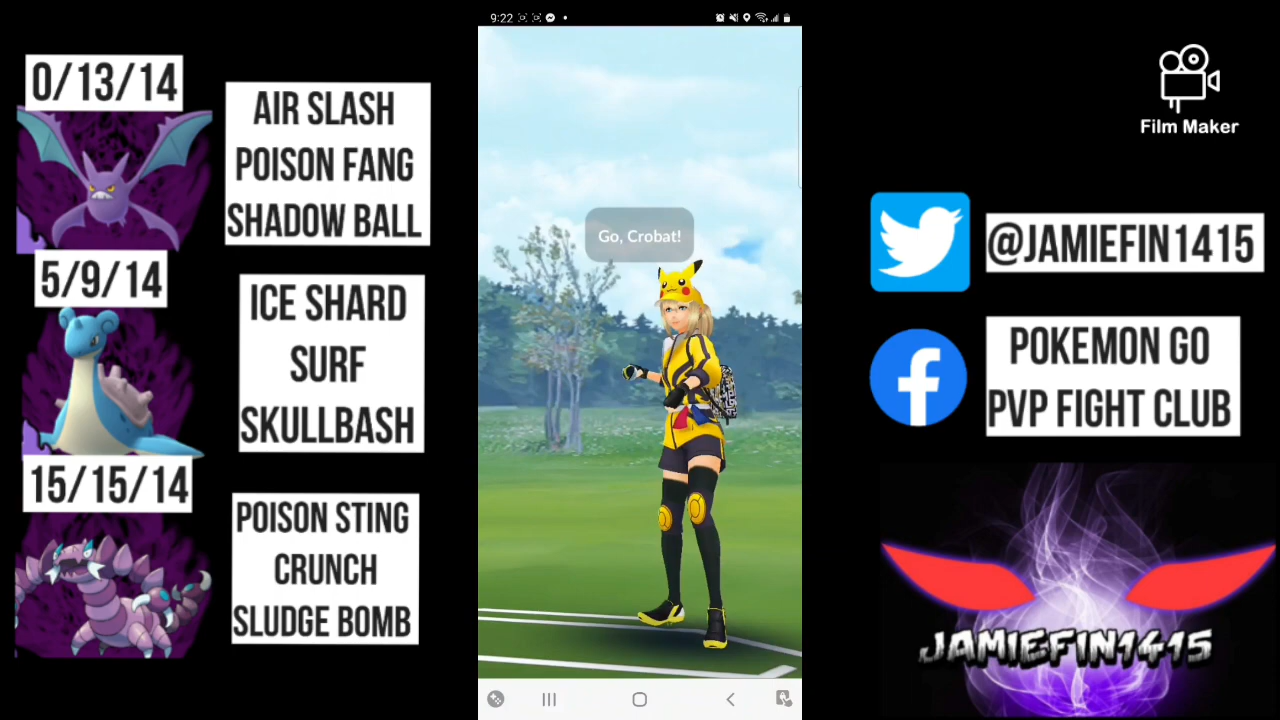 0/13/14
AIR SLASH
POISON FANG
SHADOW BALL
5/9/14
ICE SHARD
SURF
SKULLBASH
15/15/14
POISON STING
CRUNCH
SLUDGE BOMB
9:22
Go, Crobat!
Film Maker
@JAMIEFIN1415
POKEMON GO
PVP FIGHT CLUB
JAMIEFIN1415